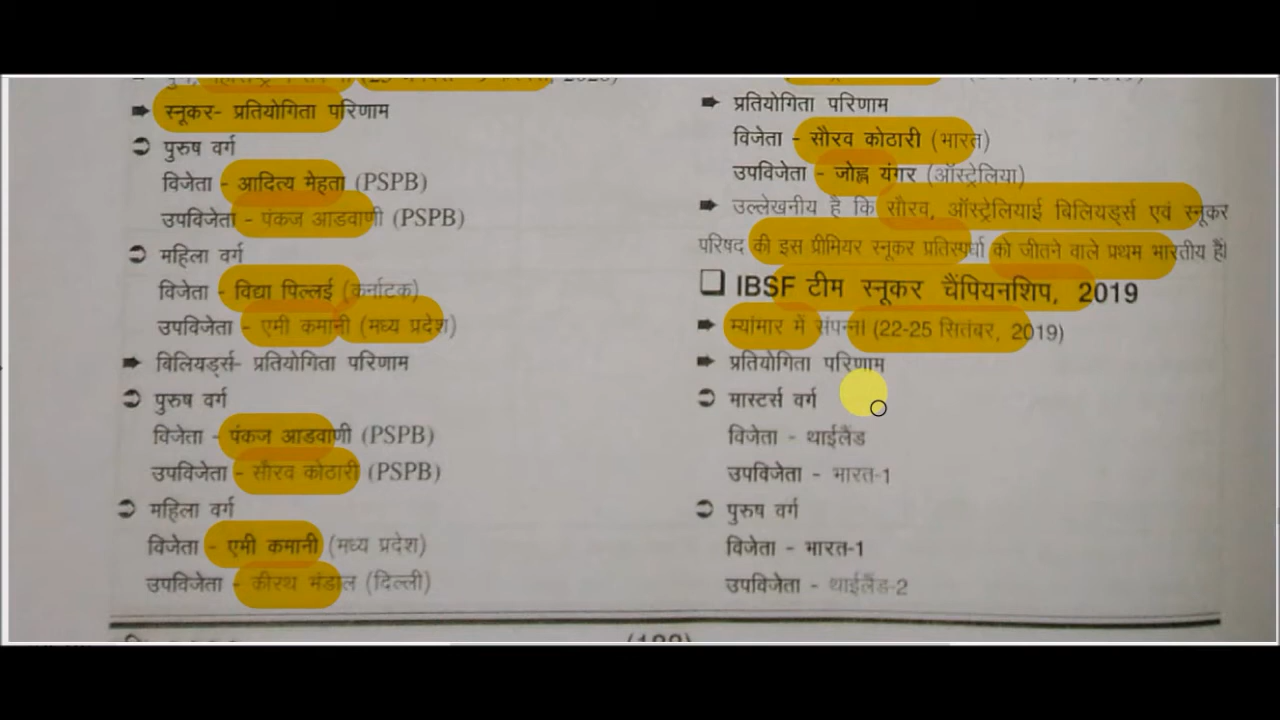 ➨ स्नूकर- प्रतियोगिता परिणाम
➲ पुरुष वर्ग
विजेता - आदित्य मेहता (PSPB)
उपविजेता - पंकज आडवाणी (PSPB)
➲ महिला वर्ग
विजेता - विद्या पिल्लई (कर्नाटक)
उपविजेता - एमी कमानी (मध्य प्रदेश)
➨ बिलियर्ड्स- प्रतियोगिता परिणाम
➲ पुरुष वर्ग
विजेता - पंकज आडवाणी (PSPB)
उपविजेता - सौरव कोठारी (PSPB)
➲ महिला वर्ग
विजेता - एमी कमानी (मध्य प्रदेश)
उपविजेता - कीरथ मंडाल (दिल्ली)
➨ प्रतियोगिता परिणाम
विजेता - सौरव कोठारी (भारत)
उपविजेता - जोह्न यंगर (ऑस्ट्रेलिया)
➨ उल्लेखनीय है कि सौरव, ऑस्ट्रेलियाई बिलियर्ड्स एवं स्नूकर
परिषद की इस प्रीमियर स्नूकर प्रतिस्पर्धा को जीतने वाले प्रथम भारतीय हैं।
❑ IBSF टीम स्नूकर चैंपियनशिप, 2019
➨ म्यांमार में संपन्न। (22-25 सितंबर, 2019)
➨ प्रतियोगिता परिणाम
➲ मास्टर्स वर्ग
विजेता - थाईलैंड
उपविजेता - भारत-1
➲ पुरुष वर्ग
विजेता - भारत-1
उपविजेता - थाईलैंड-2